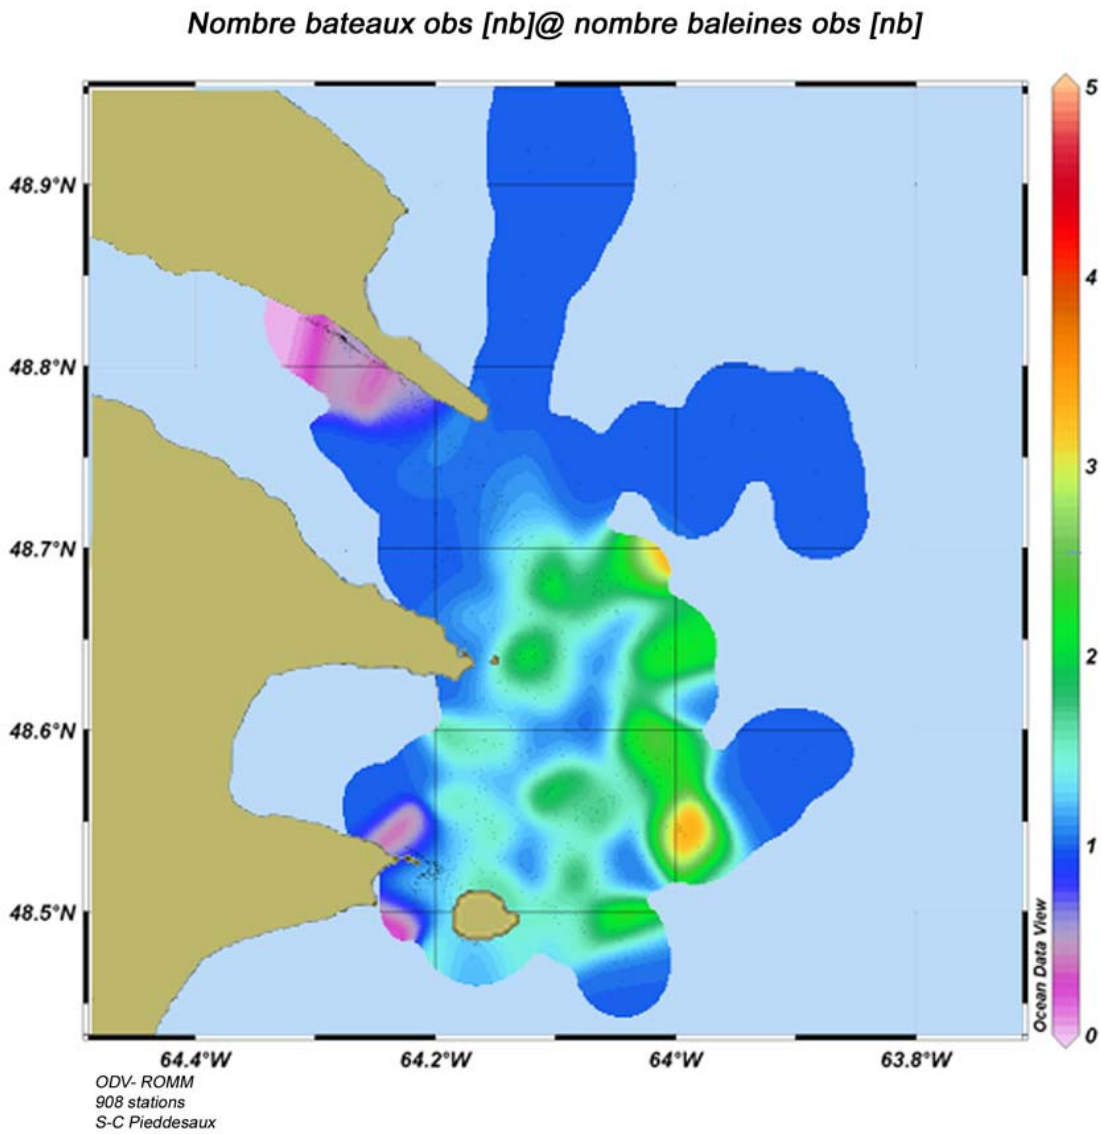 Nombre bateaux obs [nb]@ nombre baleines obs [nb]
5
48.9°N
4
48.8°N
3
48.7°N
2
48.6°N
1
48.5°N
Ocean Data View
0
64.4°W 64.2°W 64°W 63.8°W
ODV- ROMM
908 stations
S-C Pieddesaux